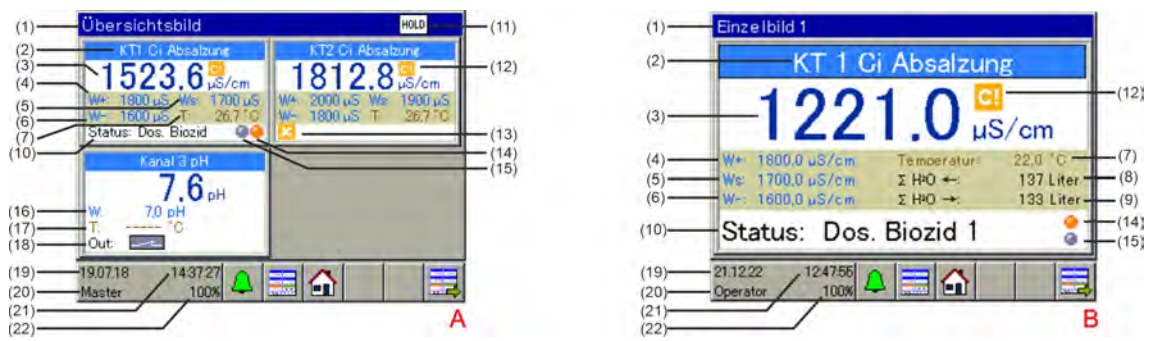 (1) Übersichtsbild HOLD (11)
(2) KT1 Ci Absalzung KT2 Ci Absalzung
(3) 1523.6 C! µS/cm 1812.8 C! µS/cm (12)
(4) W+: 1800 µS Ws: 1700 µS W+: 2000 µS Ws: 1900 µS
(5)
(6) W-: 1600 µS T 26,7 °C W-: 1800 µS T 26,7 °C
(7) (13)
(10) Status: Dos. Biozid (14)
(15)
Kanal 3 pH
7.6 pH
(16) W: 7,0 pH
(17) T: ----- °C
(18) Out:
(19) 19.07.18 14:37:27
(20) Master 100%
(21)
(22)
A
(1) Einzelbild 1
(2) KT 1 Ci Absalzung
(3) 1221.0 C! µS/cm (12)
(4) W+: 1800,0 µS/cm Temperatur: 22,0 °C (7)
(5) Ws: 1700,0 µS/cm Σ H²O ←: 137 Liter (8)
(6) W-: 1600,0 µS/cm Σ H²O →: 133 Liter (9)
(10) Status: Dos. Biozid 1 (14)
(15)
(19) 21.12.22 12:47:56
(20) Operator 100%
(21)
(22)
B